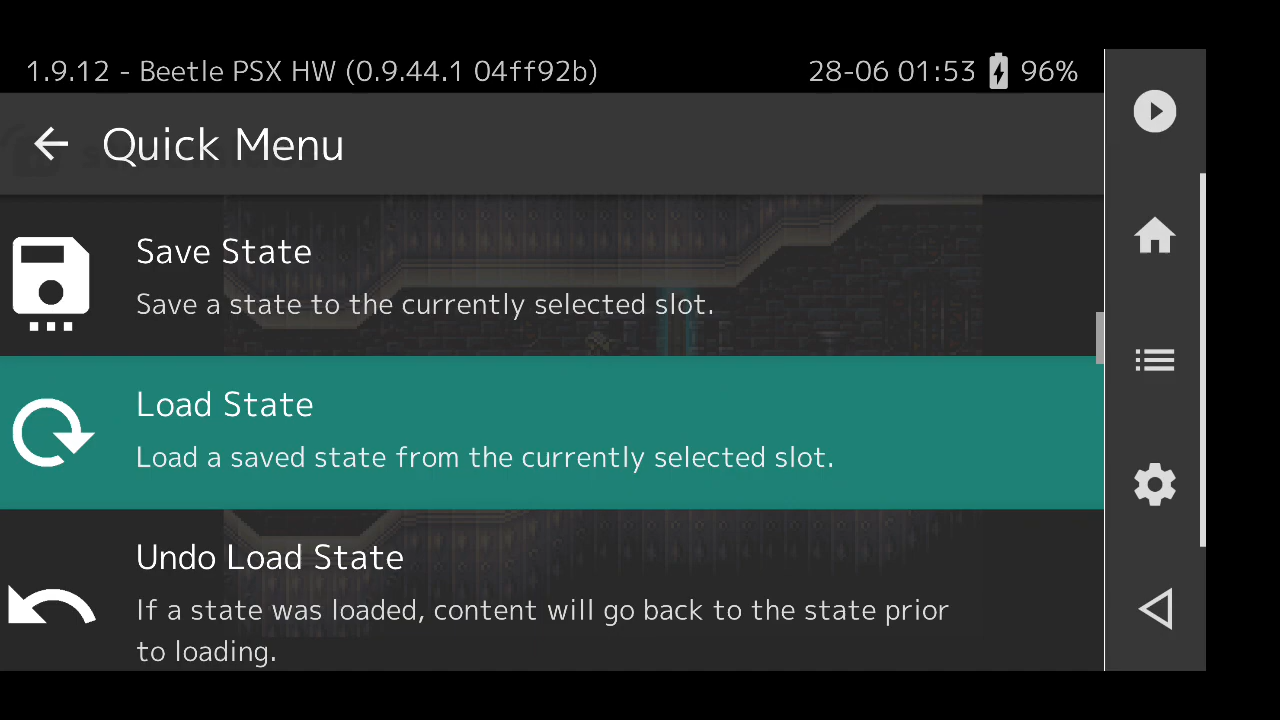 1.9.12 - Beetle PSX HW (0.9.44.1 04ff92b)
28-06 01:53 96%
Quick Menu
Save State
Save a state to the currently selected slot.
Load State
Load a saved state from the currently selected slot.
Undo Load State
If a state was loaded, content will go back to the state prior
to loading.